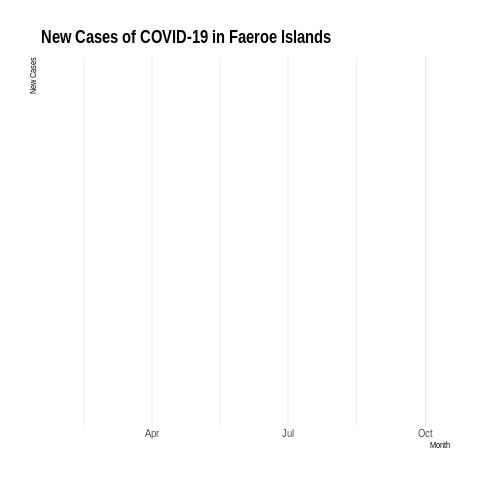 New Cases of COVID-19 in Faeroe Islands
New Cases
Apr Jul Oct
Month